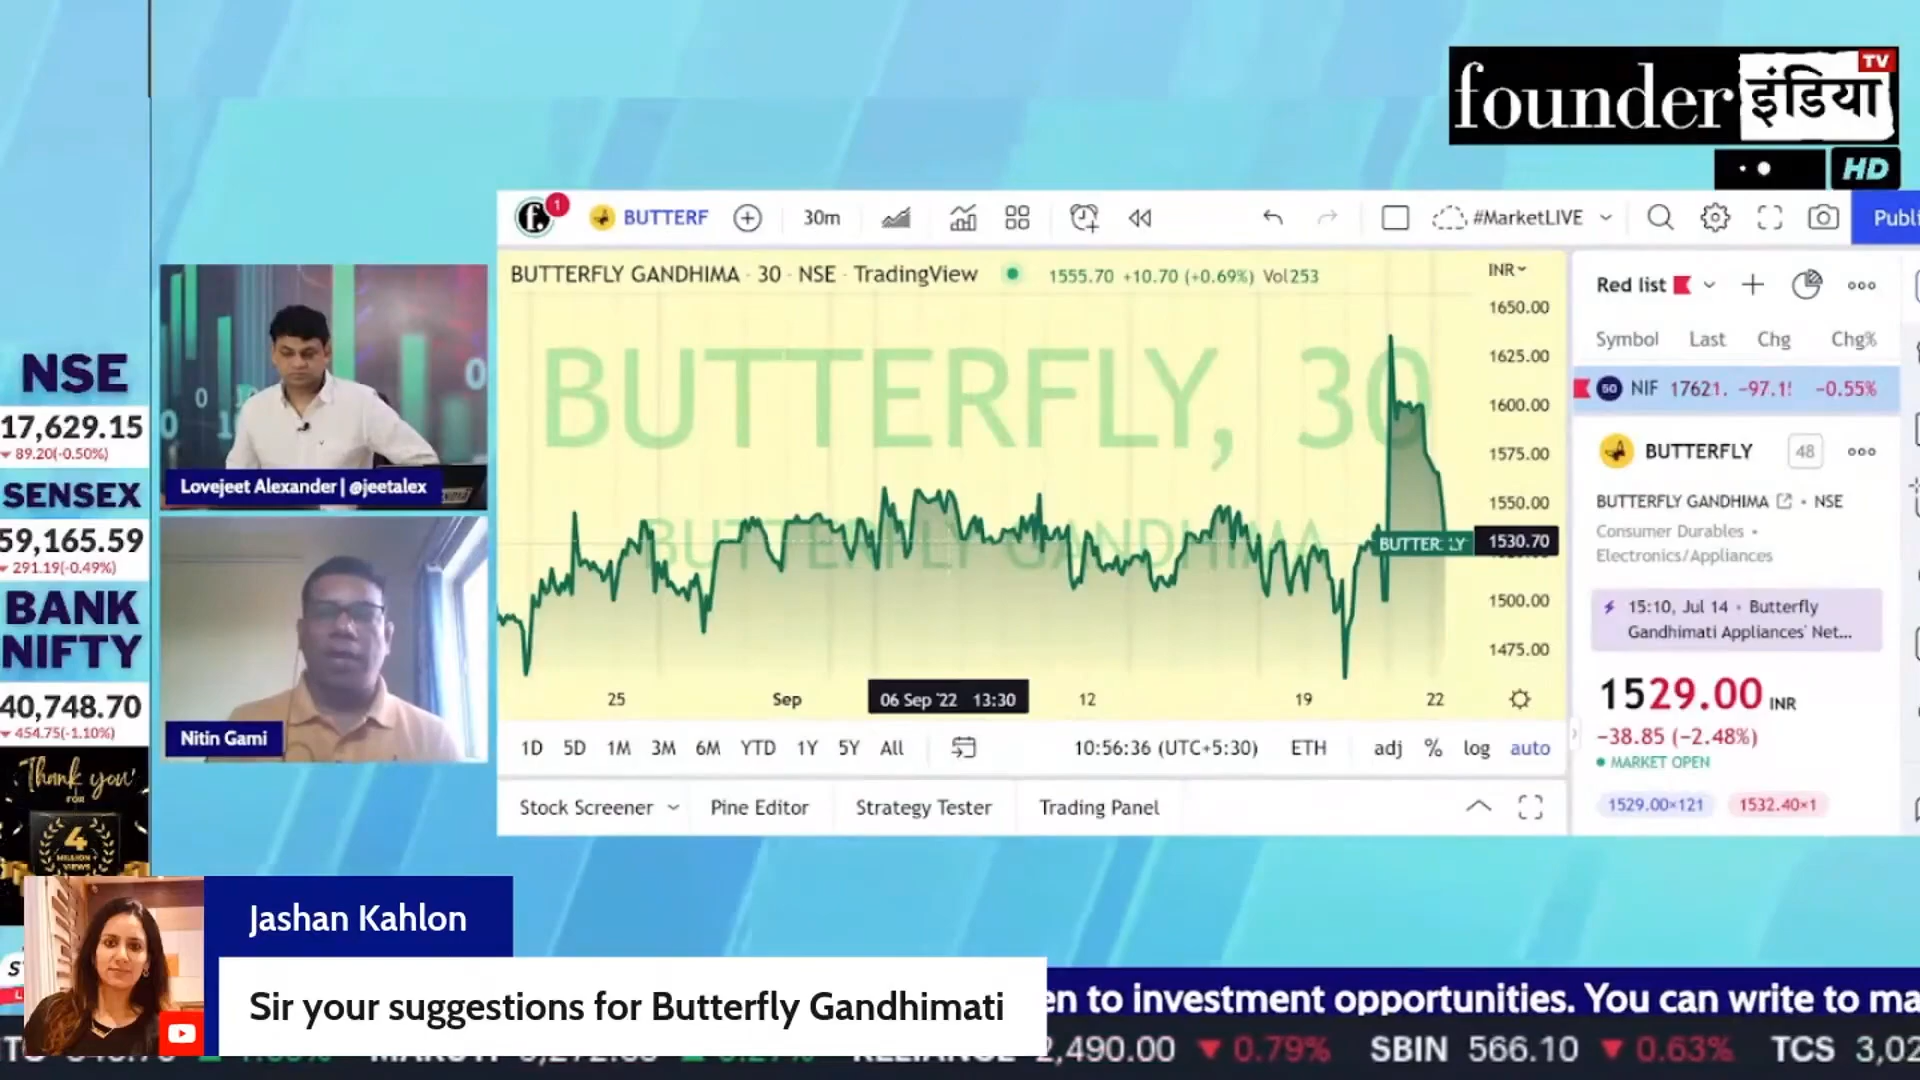 founder इंडिया TV
HD
1
BUTTERF
30m
#MarketLIVE
BUTTERFLY GANDHIMA · 30 · NSE · TradingView
1555.70 +10.70 (+0.69%) Vol253
INR
1650.00
1625.00
1600.00
1575.00
1550.00
1530.70
1500.00
1475.00
BUTTERFLY, 30
BUTTERFLY GANDHIMA
25
Sep
06 Sep '22 13:30
12
19
22
1D 5D 1M 3M 6M YTD 1Y 5Y All
10:56:36 (UTC+5:30) ETH adj % log auto
Stock Screener Pine Editor Strategy Tester Trading Panel
Red list
Symbol Last Chg Chg%
50 NIF 17621. −0.55%
BUTTERFLY 48
BUTTERFLY GANDHIMA • NSE
Consumer Durables •
Electronics/Appliances
15:10, Jul 14 • Butterfly
Gandhimati Appliances' Net...
1529.00 INR
−38.85 (−2.48%)
MARKET OPEN
1529.00×121 1532.40×1
NSE
17,629.15
89.20(-0.50%)
SENSEX
59,165.59
291.19(-0.49%)
BANK
NIFTY
40,748.70
454.75(-1.10%)
Thank you
FOR
4
MILLION+
VIEWS
Lovejeet Alexander | @jeetalex
Nitin Gami
Jashan Kahlon
Sir your suggestions for Butterfly Gandhimati
to investment opportunities. You can write to
2,490.00 0.79% SBIN 566.10 0.63% TCS